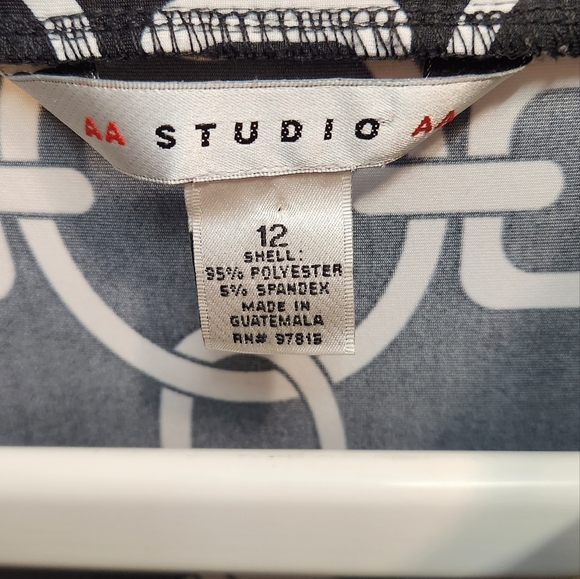 AA STUDIO AA
12
SHELL:
95% POLYESTER
5% SPANDEX
MADE IN
GUATEMALA
RN# 97815